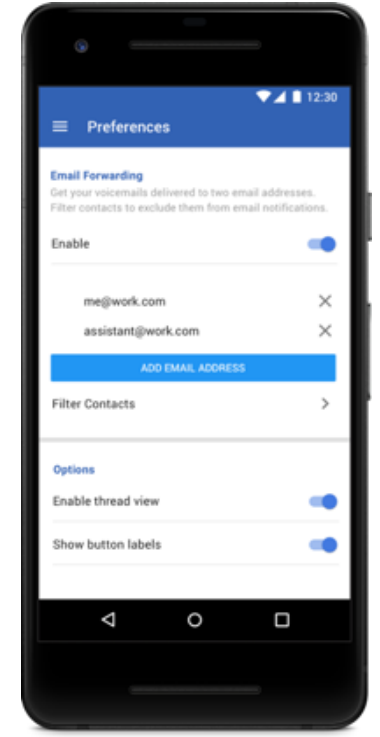 12:30
Preferences
Email Forwarding
Get your voicemails delivered to two email addresses.
Filter contacts to exclude them from email notifications.
Enable
me@work.com
assistant@work.com
ADD EMAIL ADDRESS
Filter Contacts
Options
Enable thread view
Show button labels